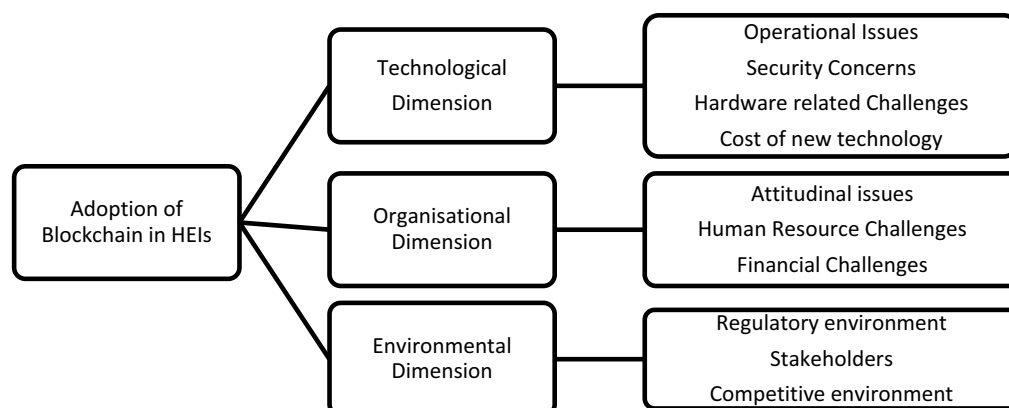 Adoption of
Blockchain in HEIs
Technological
Dimension
Operational Issues
Security Concerns
Hardware related Challenges
Cost of new technology
Organisational
Dimension
Attitudinal issues
Human Resource Challenges
Financial Challenges
Environmental
Dimension
Regulatory environment
Stakeholders
Competitive environment